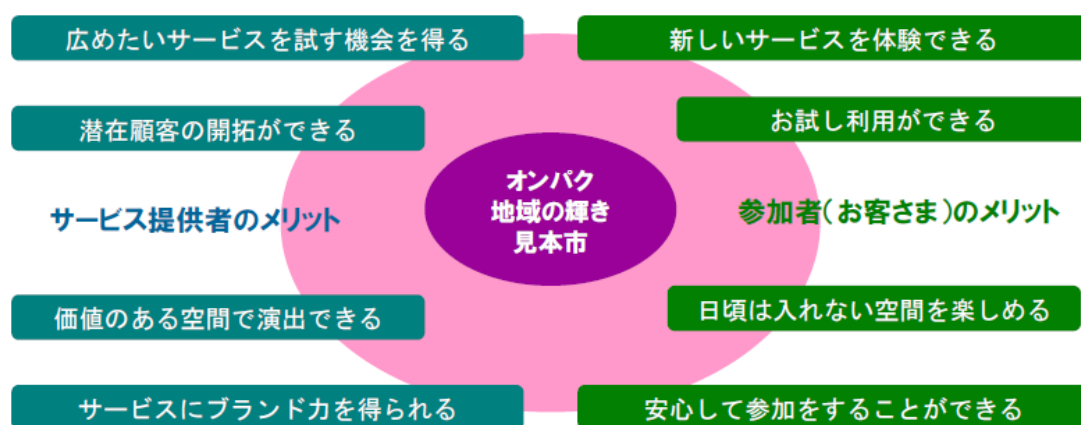 広めたいサービスを試す機会を得る
新しいサービスを体験できる
潜在顧客の開拓ができる
お試し利用ができる
オンパク
地域の輝き
見本市
サービス提供者のメリット
参加者(お客さま)のメリット
価値のある空間で演出できる
日頃は入れない空間を楽しめる
サービスにブランド力を得られる
安心して参加をすることができる